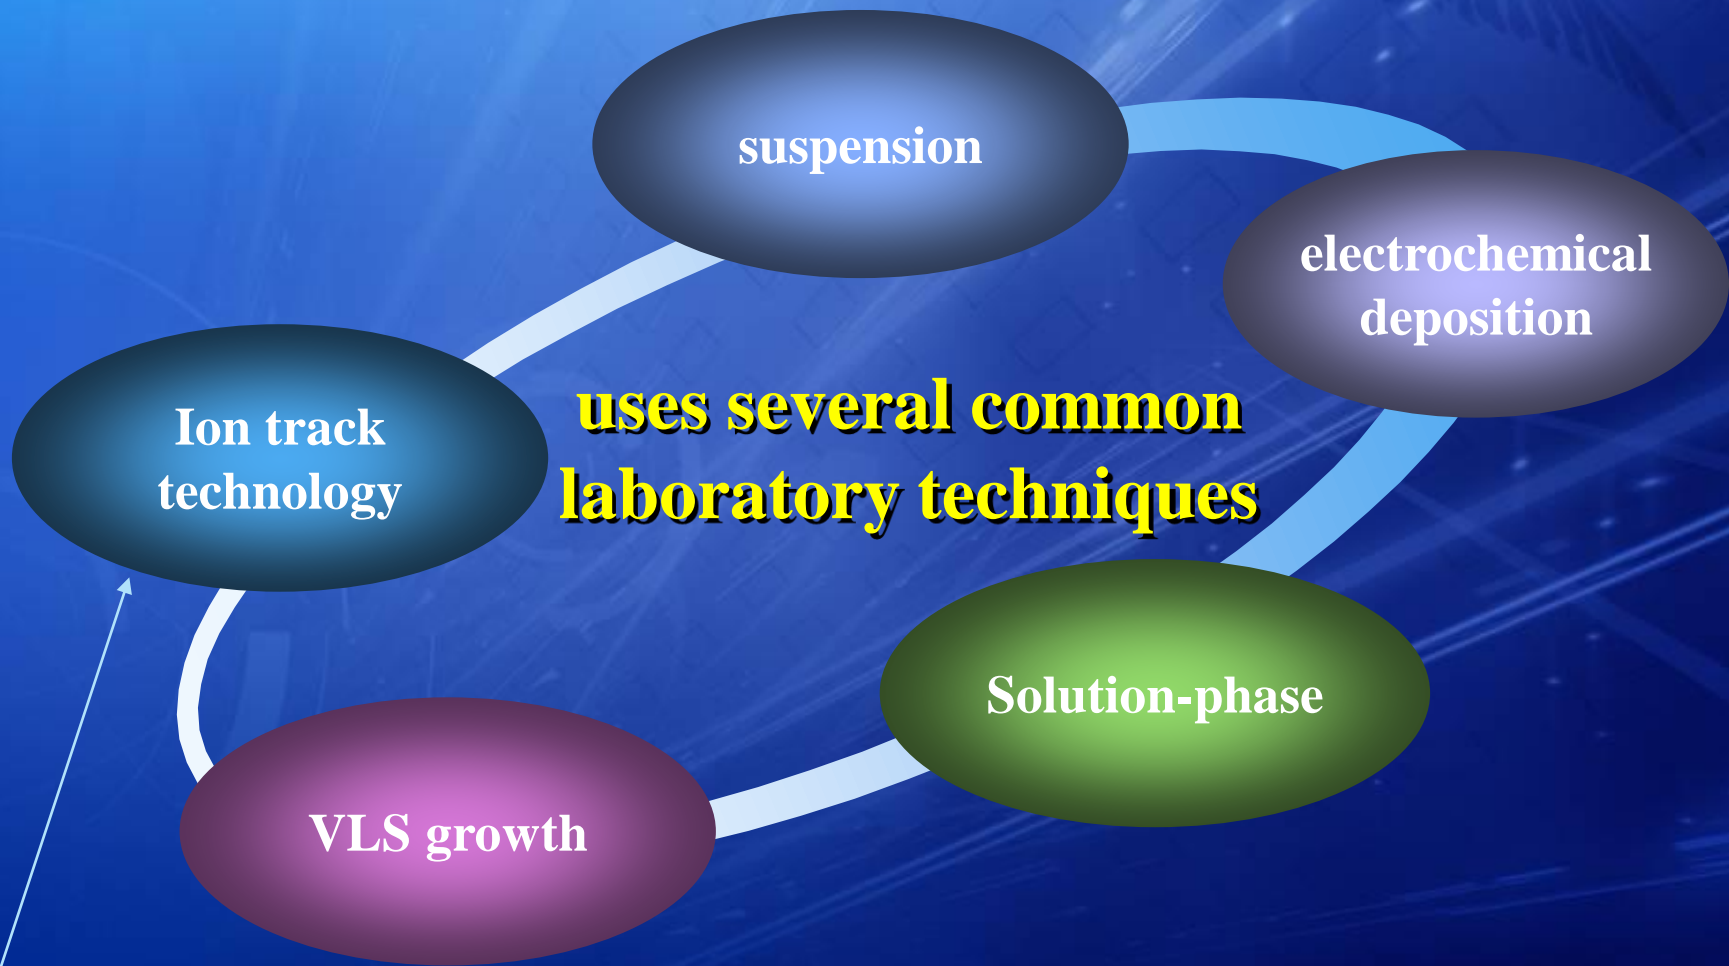 suspension
electrochemical
deposition
uses several common
laboratory techniques
Ion track
technology
Solution-phase
VLS growth